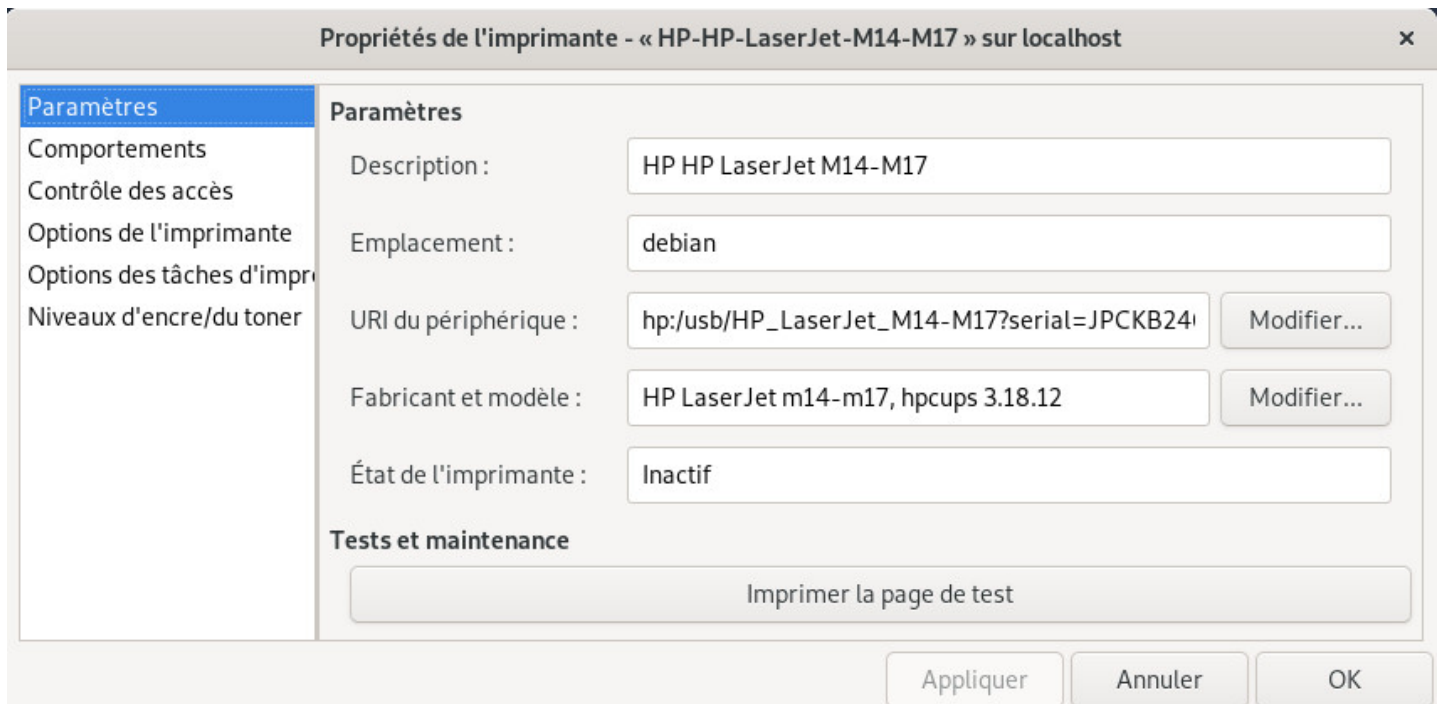 Propriétés de l'imprimante - « HP-HP-LaserJet-M14-M17 » sur localhost
Paramètres
Comportements
Contrôle des accès
Options de l'imprimante
Options des tâches d'impr
Niveaux d'encre/du toner
Paramètres
Description : HP HP LaserJet M14-M17
Emplacement : debian
URI du périphérique : hp:/usb/HP_LaserJet_M14-M17?serial=JPCKB24 Modifier...
Fabricant et modèle : HP LaserJet m14-m17, hpcups 3.18.12 Modifier...
État de l'imprimante : Inactif
Tests et maintenance
Imprimer la page de test
Appliquer Annuler OK